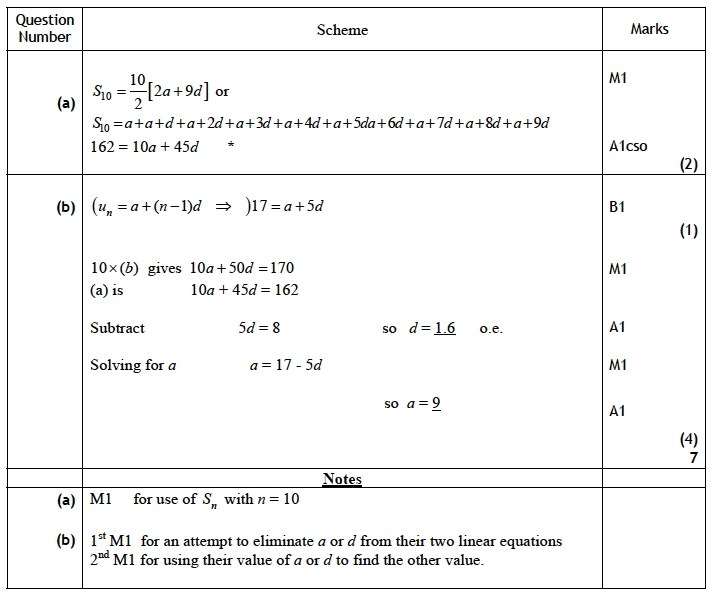 Question Number Scheme Marks
(a) S₁₀ = 10/2 [2a + 9d] or M1
S₁₀ = a + a + d + a + 2d + a + 3d + a + 4d + a + 5da + 6d + a + 7d + a + 8d + a + 9d
162 = 10a + 45d * A1cso
(2)
(b) (uₙ = a + (n − 1)d ⇒ )17 = a + 5d B1
(1)
10×(b) gives 10a + 50d = 170 M1
(a) is 10a + 45d = 162
Subtract 5d = 8 so d = 1.6 o.e. A1
Solving for a a = 17 - 5d M1
so a = 9 A1
(4)
7
Notes
(a) M1 for use of Sₙ with n = 10
(b) 1st M1 for an attempt to eliminate a or d from their two linear equations
2nd M1 for using their value of a or d to find the other value.